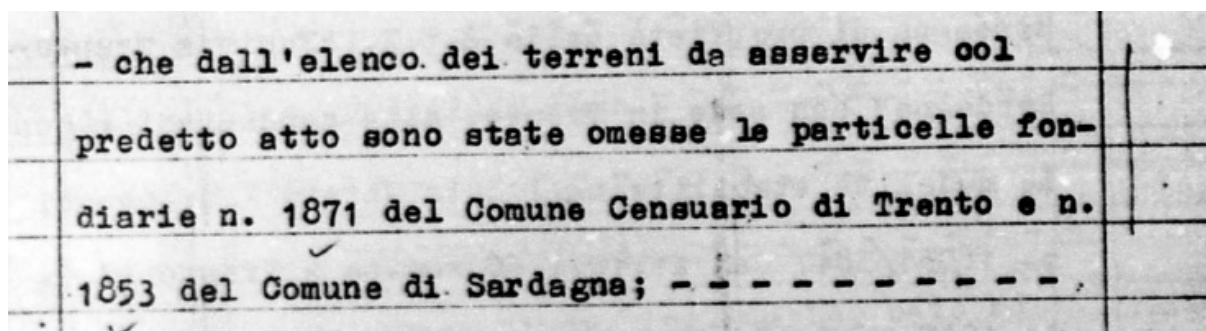 - che dall'elenco dei terreni da asservire col
predetto atto sono state omesse le particelle fon-
diarie n. 1871 del Comune Censuario di Trento e n.
1853 del Comune di Sardagna; - - - - - - - - - -